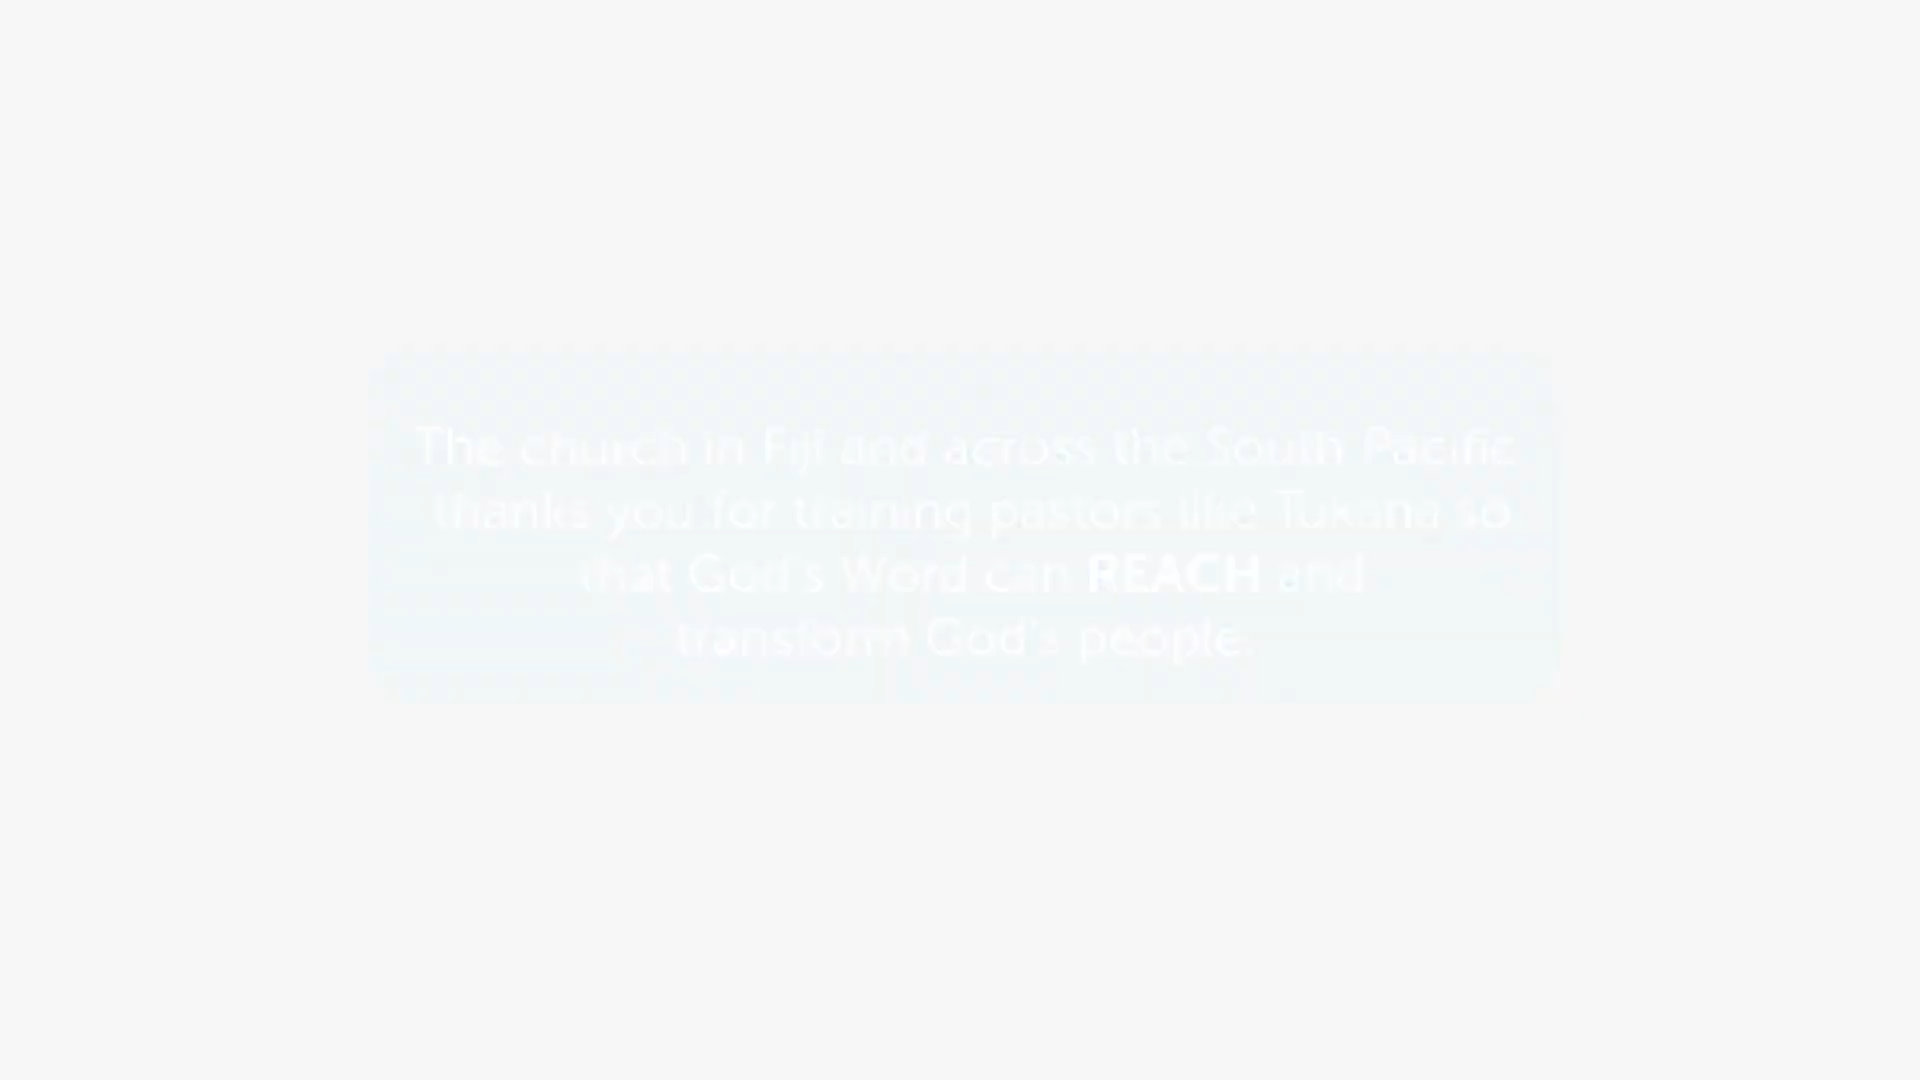 The church in Fiji and across the South Pacific
thanks you for training pastors like Tukana so
that God's Word can REACH and
transform God's people.